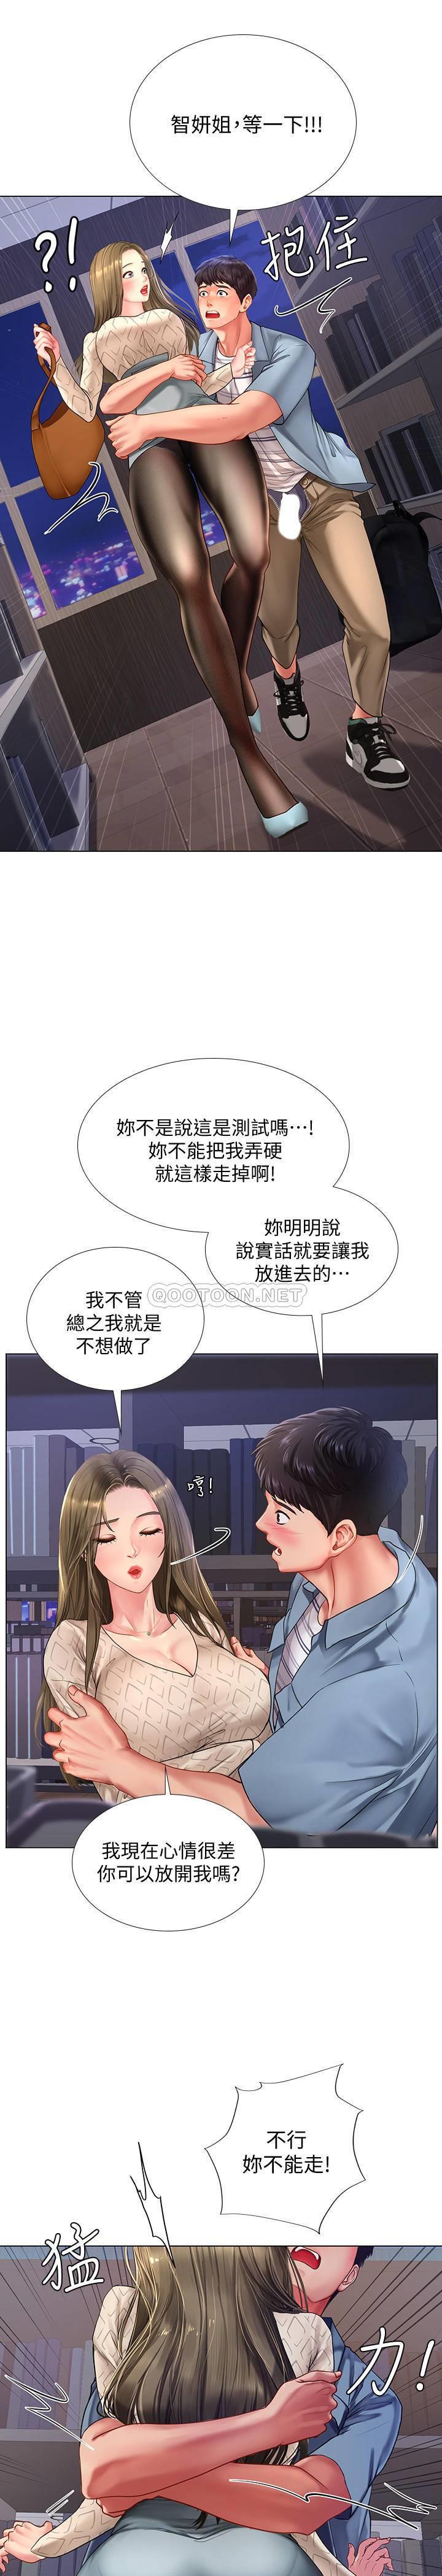 智妍姐，等一下!!!
?!
抱住
妳不是說這是測試嗎…!
妳不能把我弄硬
就這樣走掉啊!
妳明明說
說實話就要讓我
放進去的…
我不管
總之我就是
不想做了
QOOTOON.NET
哼!
我現在心情很差
你可以放開我嗎?
不行
妳不能走!
猛
力!